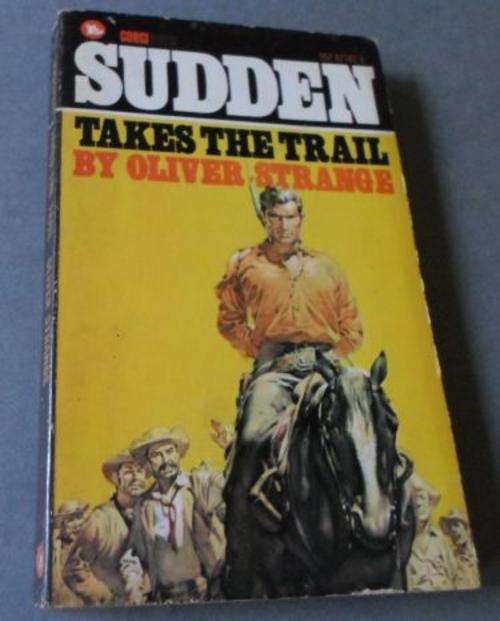 CORGI
SUDDEN
TAKES THE TRAIL
BY OLIVER STRANGE